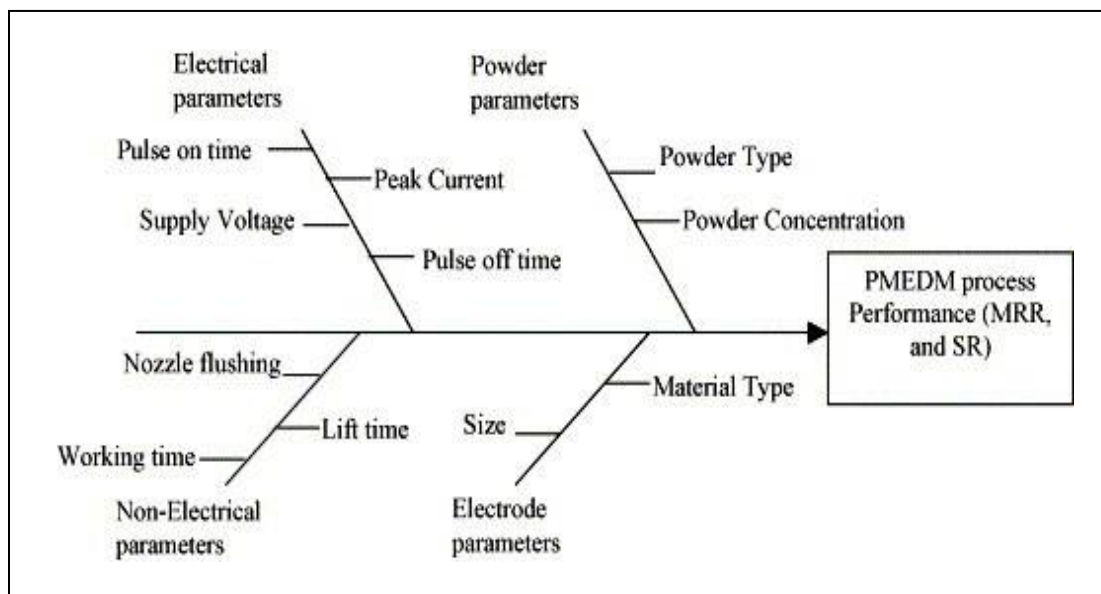 Electrical
parameters
Powder
parameters
Pulse on time
Peak Current
Supply Voltage
Pulse off time
Powder Type
Powder Concentration
PMEDM process
Performance (MRR,
and SR)
Nozzle flushing
Lift time
Working time
Non-Electrical
parameters
Material Type
Size
Electrode
parameters